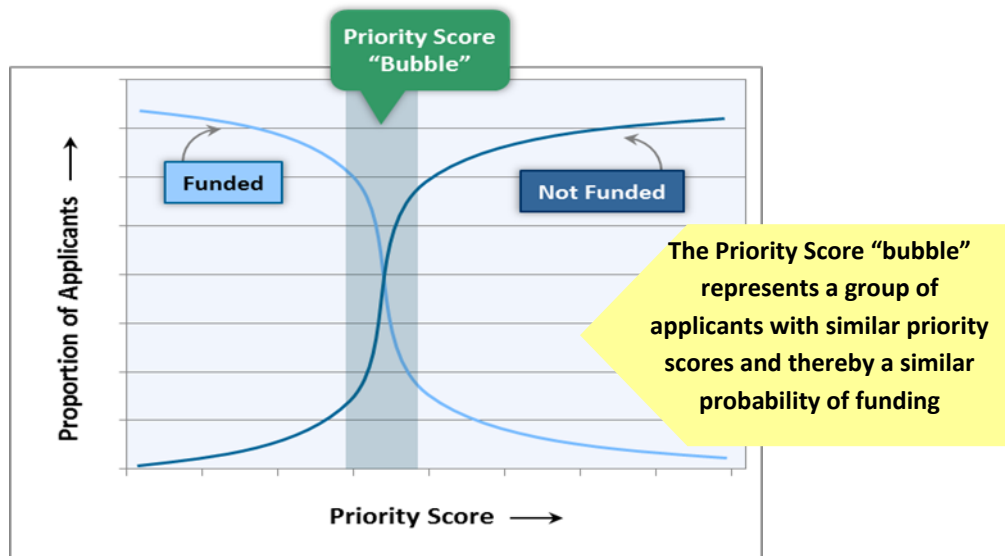 Priority Score
“Bubble”
Funded
Not Funded
The Priority Score “bubble”
represents a group of
applicants with similar priority
scores and thereby a similar
probability of funding
Proportion of Applicants
Priority Score